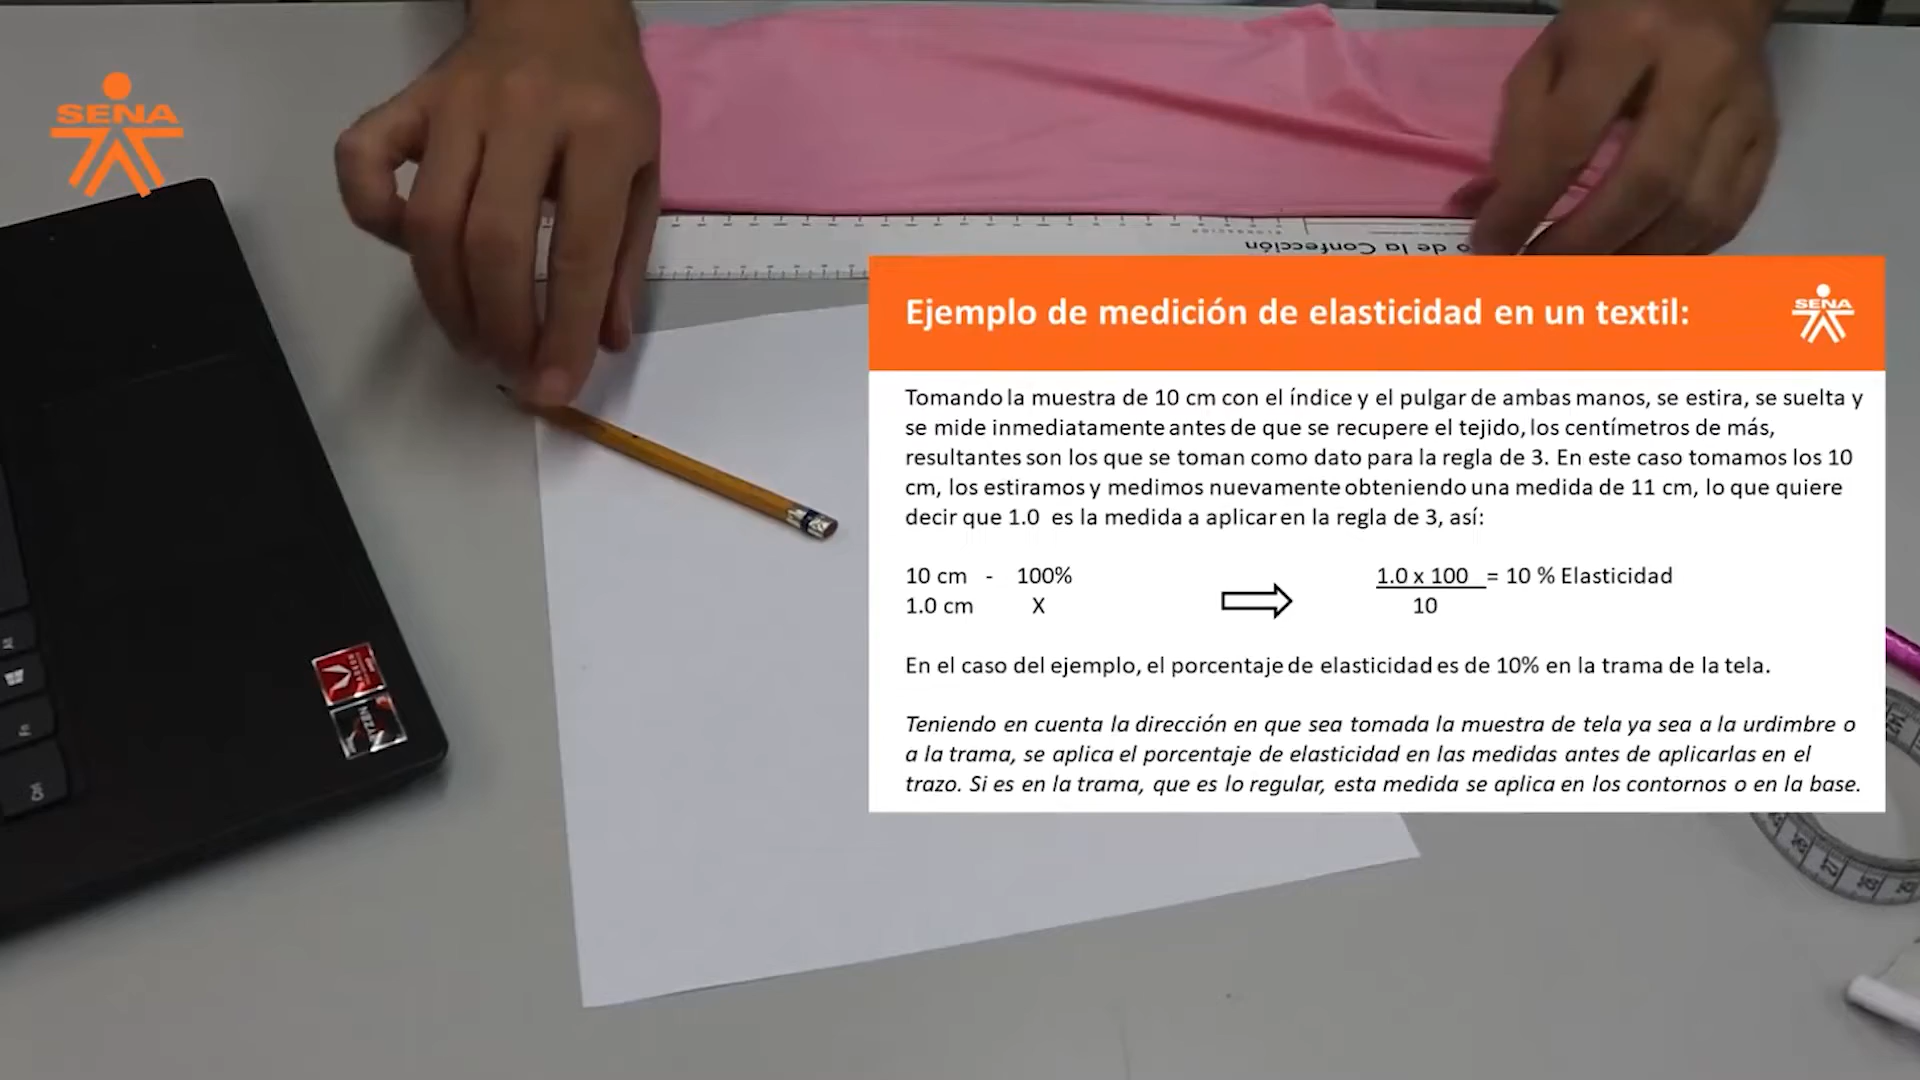 SENA
o de la Confección
Ejemplo de medición de elasticidad en un textil:
SENA
Tomando la muestra de 10 cm con el índice y el pulgar de ambas manos, se estira, se suelta y
se mide inmediatamente antes de que se recupere el tejido, los centímetros de más,
resultantes son los que se toman como dato para la regla de 3. En este caso tomamos los 10
cm, los estiramos y medimos nuevamente obteniendo una medida de 11 cm, lo que quiere
decir que 1.0 es la medida a aplicar en la regla de 3, así:
10 cm - 100%
1.0 cm X
1.0 x 100 = 10 % Elasticidad
10
En el caso del ejemplo, el porcentaje de elasticidad es de 10% en la trama de la tela.
Teniendo en cuenta la dirección en que sea tomada la muestra de tela ya sea a la urdimbre o
a la trama, se aplica el porcentaje de elasticidad en las medidas antes de aplicarlas en el
trazo. Si es en la trama, que es lo regular, esta medida se aplica en los contornos o en la base.
Alt
Fn
Ctrl
RYZEN